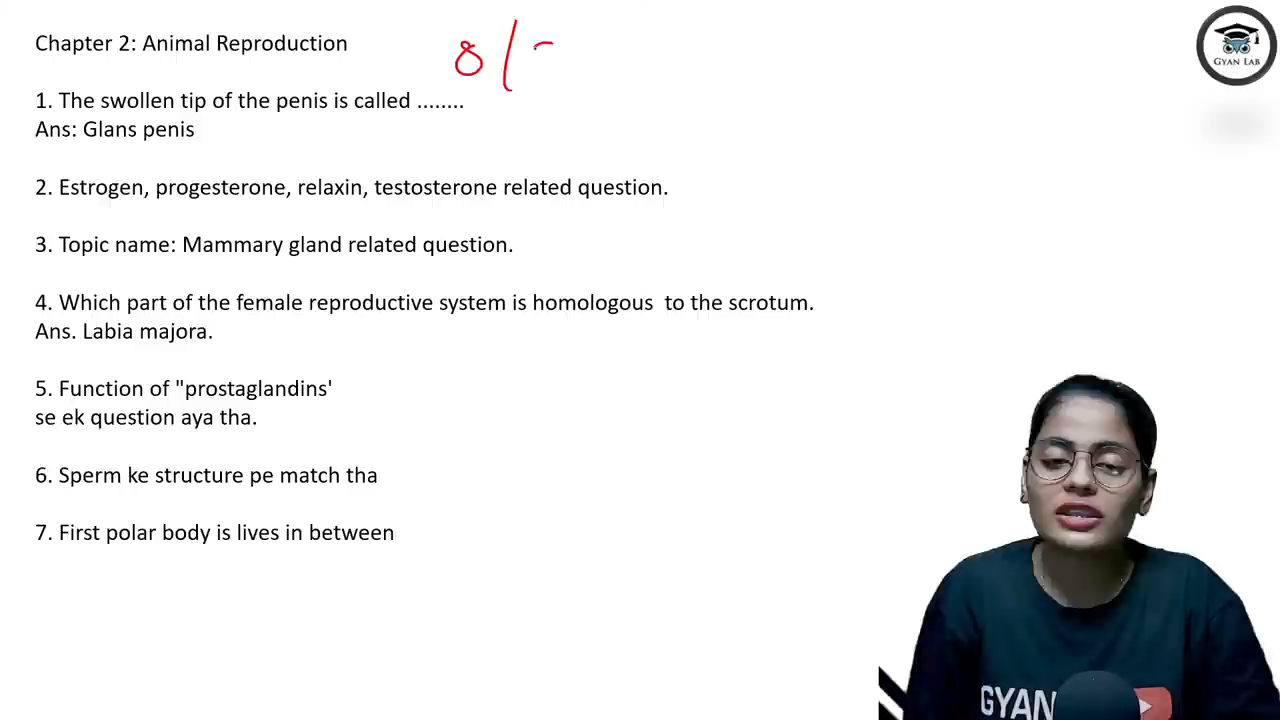 Chapter 2: Animal Reproduction
8/
GYAN LAB
1. The swollen tip of the penis is called ........
Ans: Glans penis
2. Estrogen, progesterone, relaxin, testosterone related question.
3. Topic name: Mammary gland related question.
4. Which part of the female reproductive system is homologous  to the scrotum.
Ans. Labia majora.
5. Function of "prostaglandins'
se ek question aya tha.
6. Sperm ke structure pe match tha
7. First polar body is lives in between
GYAN